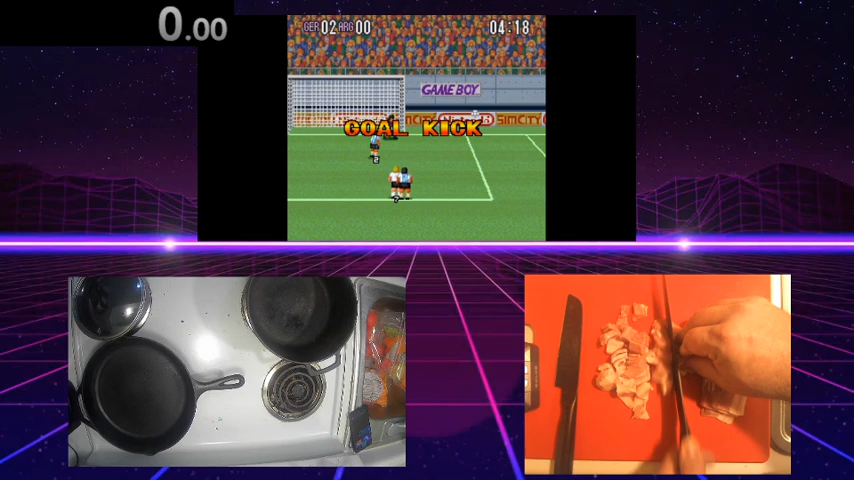 0.00
GER 02 ARG 00 04:18
GAME BOY
SIMCITY
GOAL KICK